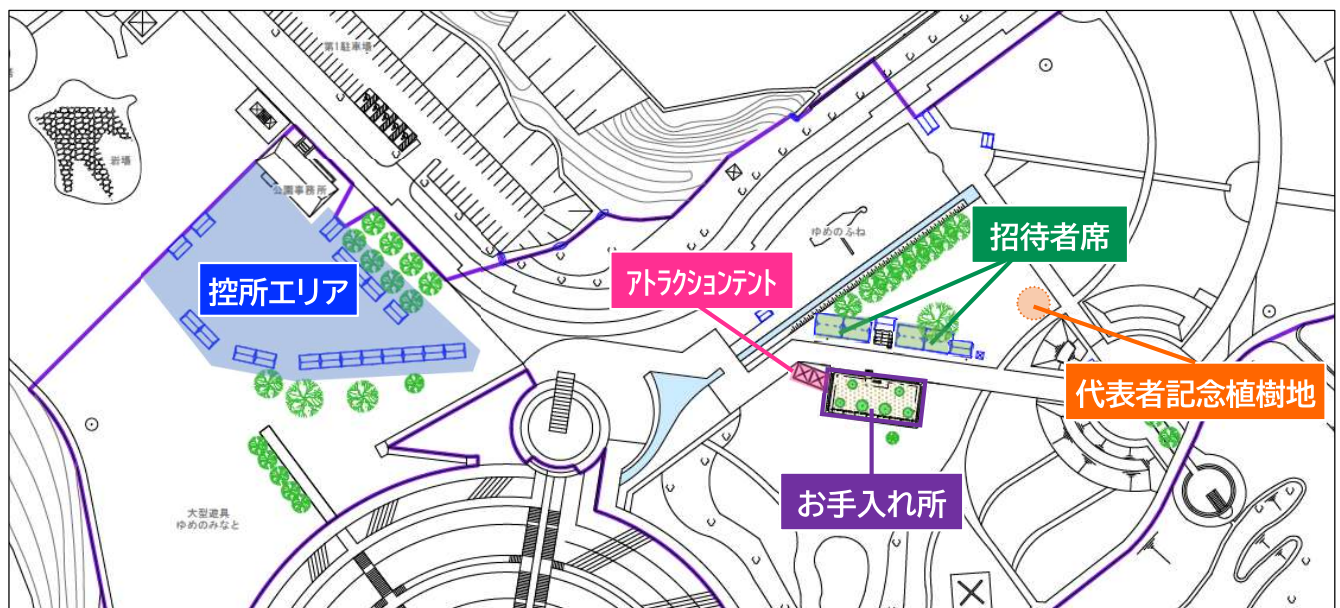 第1駐車場
岩場
公園事務所
ゆめのふね
招待者席
アトラクションテント
控所エリア
代表者記念植樹地
お手入れ所
大型遊具
ゆめのみなと